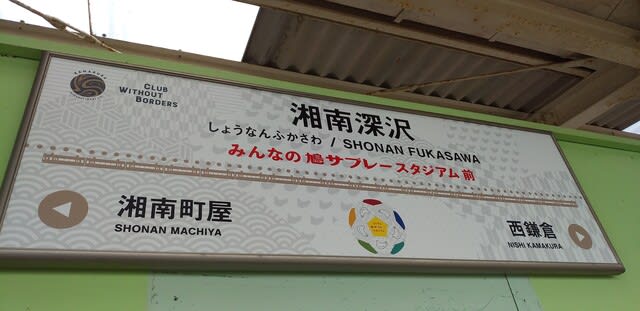 CLUB
WITHOUT
BORDERS
湘南深沢
しょうなんふかさわ / SHONAN FUKASAWA
みんなの鳩サブレースタジアム前
湘南町屋
SHONAN MACHIYA
西鎌倉
NISHI KAMAKURA